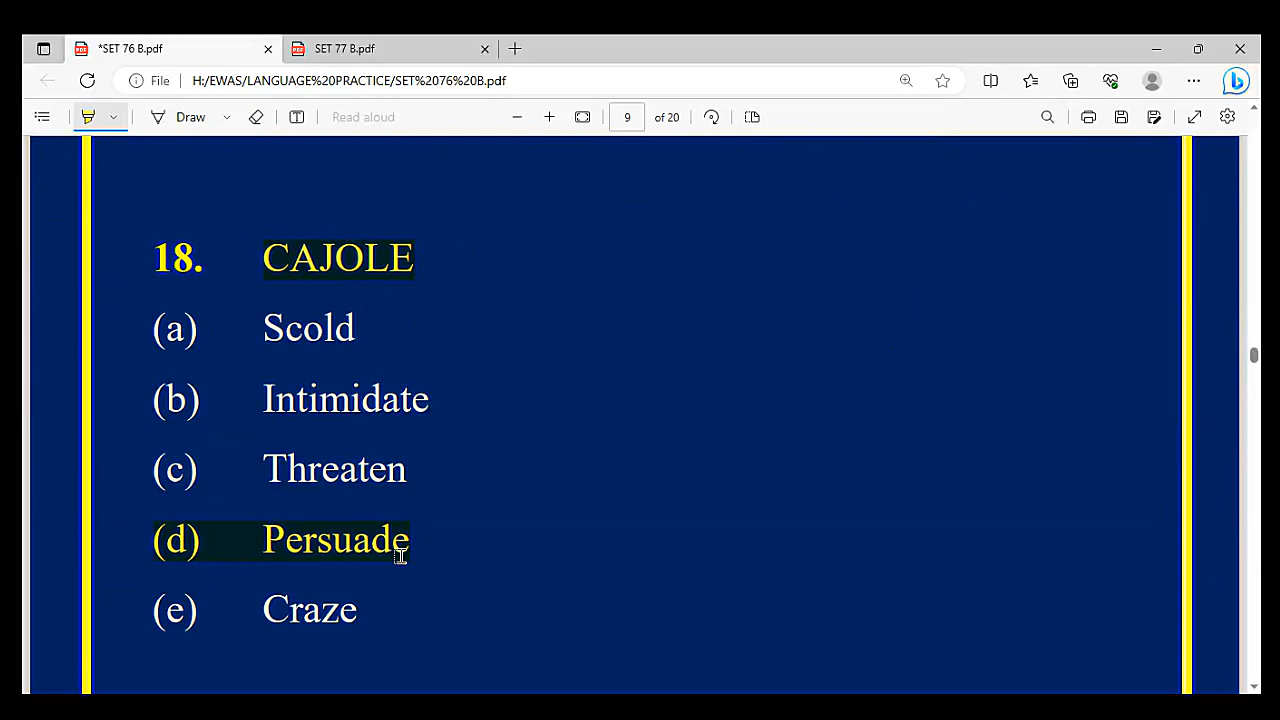 *SET 76 B.pdf
SET 77 B.pdf
File H:/EWAS/LANGUAGE%20PRACTICE/SET%2076%20B.pdf
Draw Read aloud 9 of 20
18. CAJOLE
(a) Scold
(b) Intimidate
(c) Threaten
(d) Persuade
(e) Craze